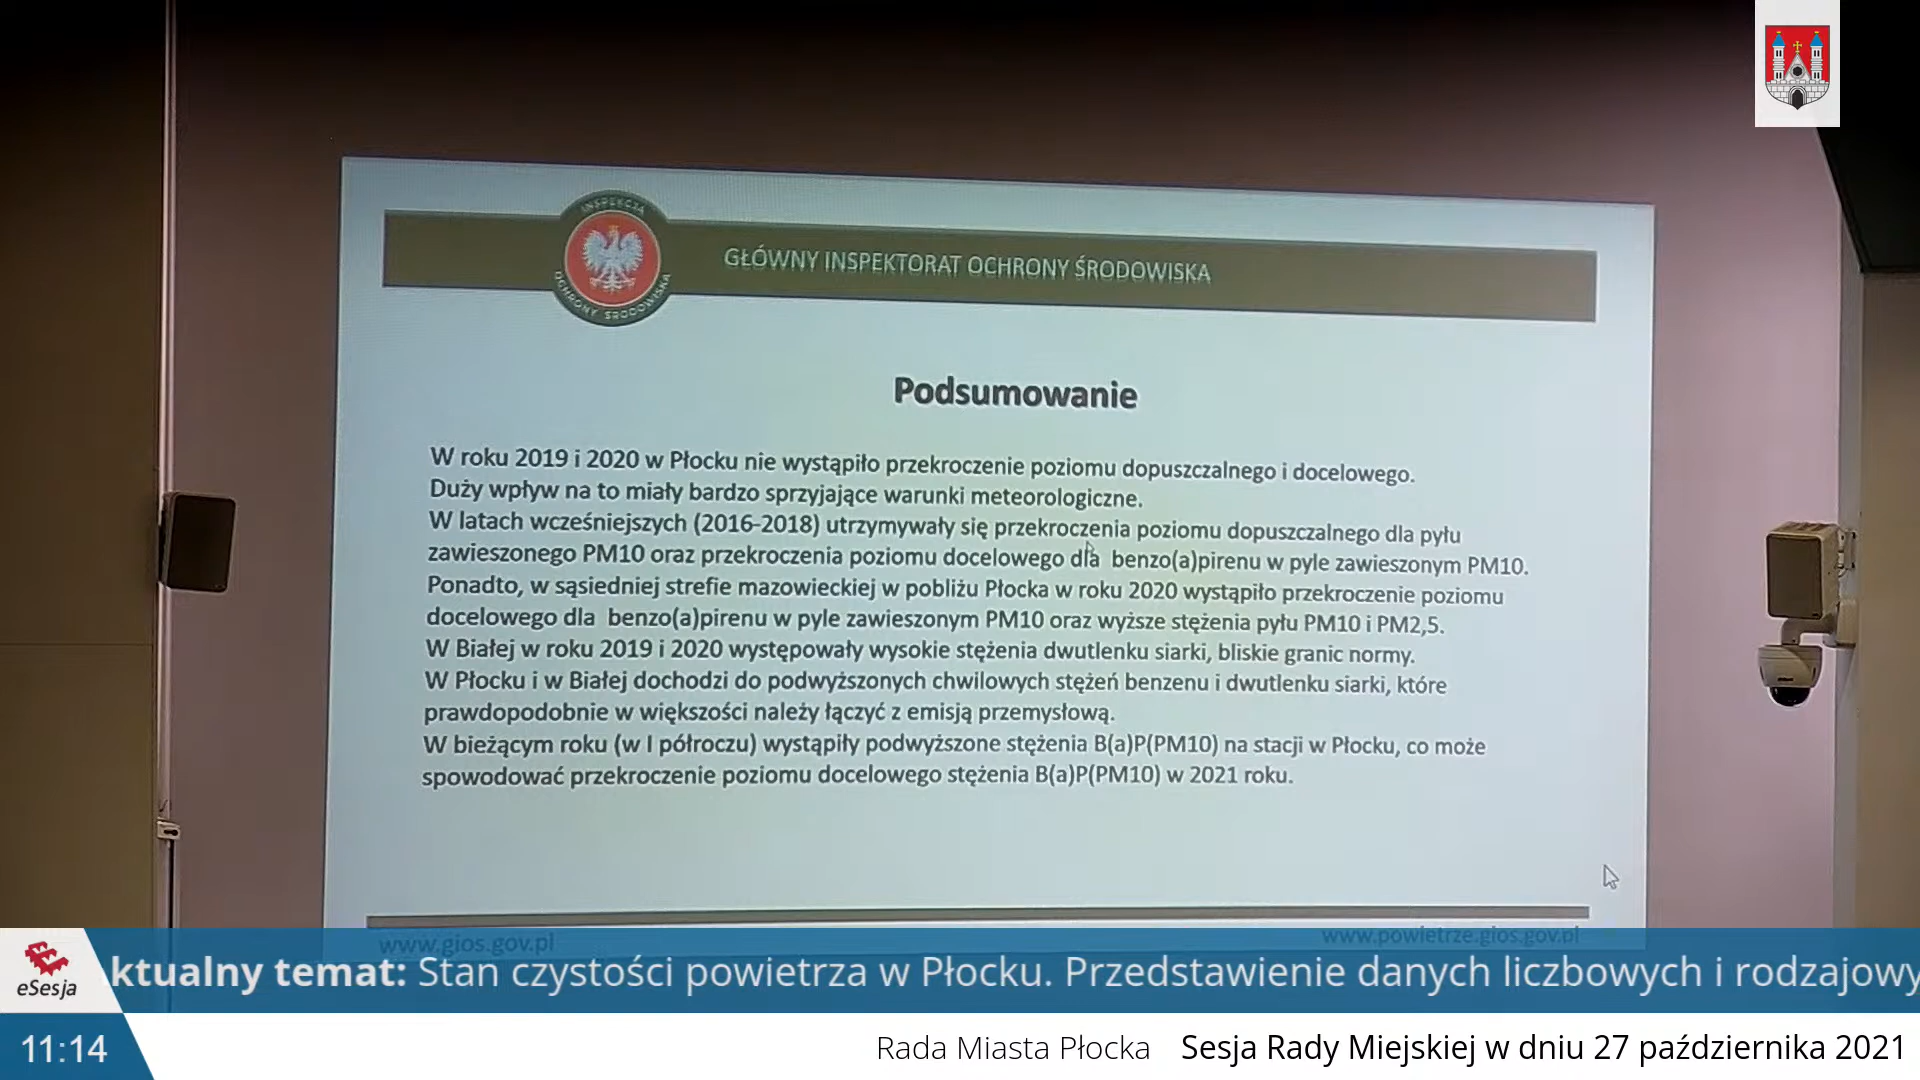 INSPEKCJA
OCHRONY ŚRODOWISKA
GŁÓWNY INSPEKTORAT OCHRONY ŚRODOWISKA
Podsumowanie
W roku 2019 i 2020 w Płocku nie wystąpiło przekroczenie poziomu dopuszczalnego i docelowego.
Duży wpływ na to miały bardzo sprzyjające warunki meteorologiczne.
W latach wcześniejszych (2016-2018) utrzymywały się przekroczenia poziomu dopuszczalnego dla pyłu
zawieszonego PM10 oraz przekroczenia poziomu docelowego dla benzo(a)pirenu w pyle zawieszonym PM10.
Ponadto, w sąsiedniej strefie mazowieckiej w pobliżu Płocka w roku 2020 wystąpiło przekroczenie poziomu
docelowego dla benzo(a)pirenu w pyle zawieszonym PM10 oraz wyższe stężenia pyłu PM10 i PM2,5.
W Białej w roku 2019 i 2020 występowały wysokie stężenia dwutlenku siarki, bliskie granic normy.
W Płocku i w Białej dochodzi do podwyższonych chwilowych stężeń benzenu i dwutlenku siarki, które
prawdopodobnie w większości należy łączyć z emisją przemysłową.
W bieżącym roku (w I półroczu) wystąpiły podwyższone stężenia B(a)P(PM10) na stacji w Płocku, co może
spowodować przekroczenie poziomu docelowego stężenia B(a)P(PM10) w 2021 roku.
www.gios.gov.pl
www.powietrze.gios.gov.pl
eSesja
ktualny temat: Stan czystości powietrza w Płocku. Przedstawienie danych liczbowych i rodzajowy
11:14
Rada Miasta Płocka Sesja Rady Miejskiej w dniu 27 października 2021